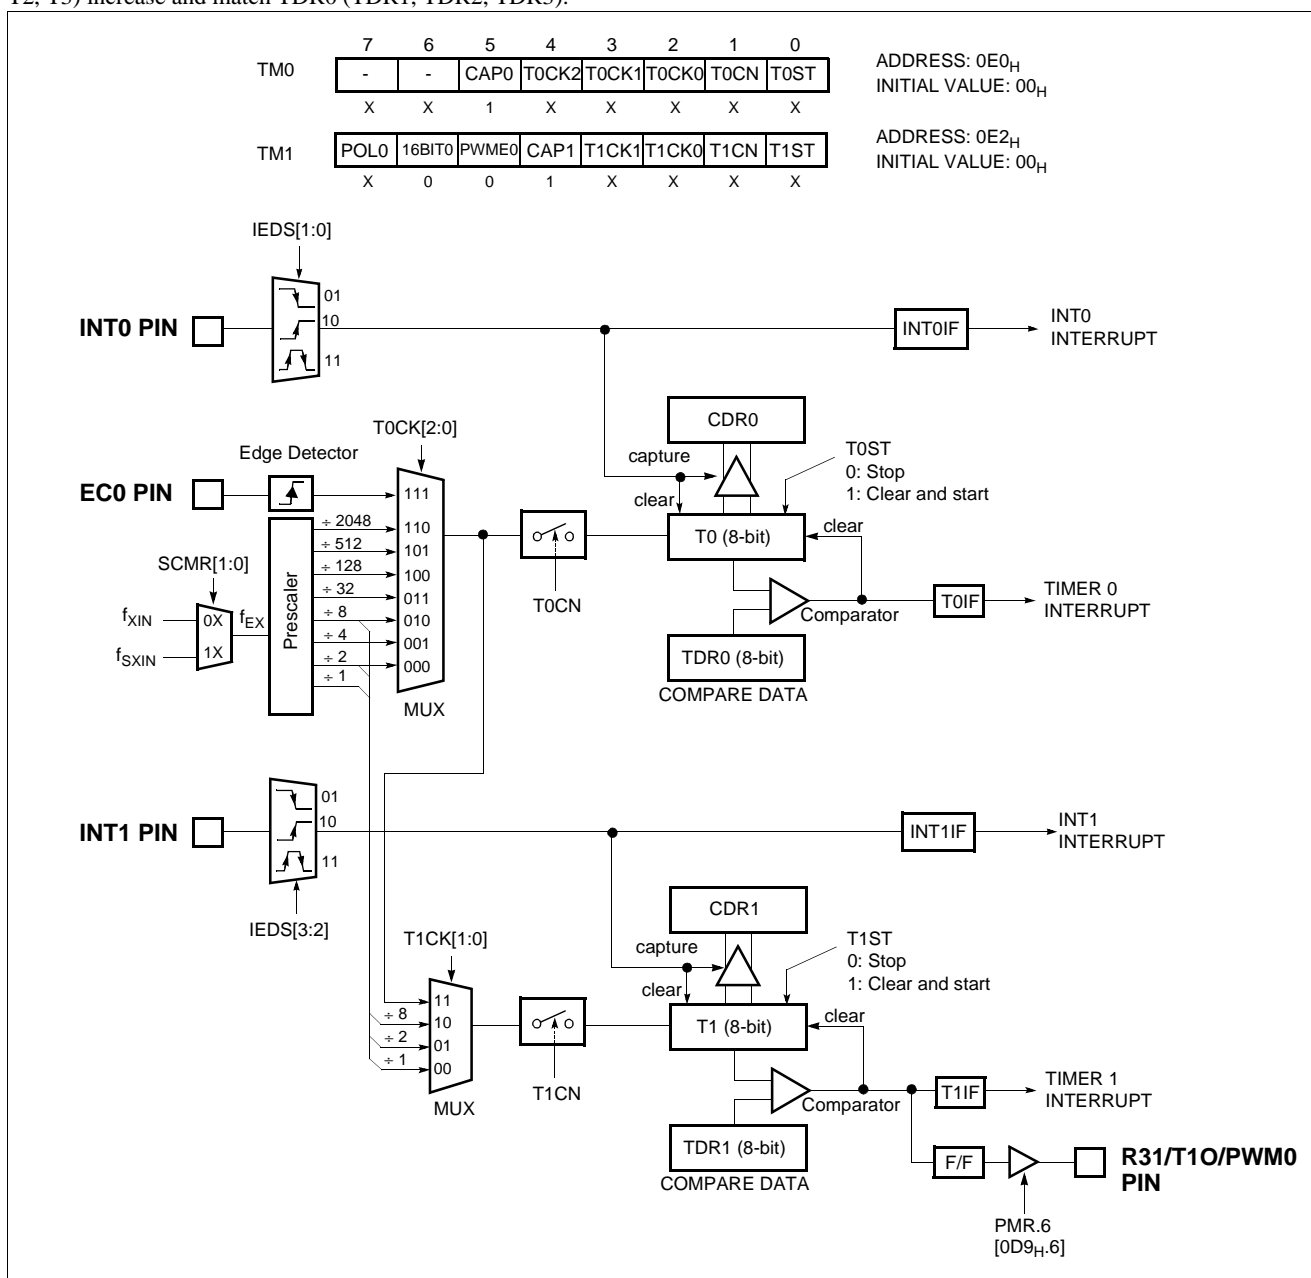 T2, T3) increase and match TDR0 (TDR1, TDR2, TDR3).
7 6 5 4 3 2 1 0
TM0 - - CAP0 T0CK2 T0CK1 T0CK0 T0CN T0ST
ADDRESS: 0E0H
INITIAL VALUE: 00H
X X 1 X X X X X
TM1 POL0 16BIT0 PWME0 CAP1 T1CK1 T1CK0 T1CN T1ST
ADDRESS: 0E2H
INITIAL VALUE: 00H
X 0 0 1 X X X X
IEDS[1:0]
01
INT0 PIN
10
11
INT0IF
INT0
INTERRUPT
CDR0
T0CK[2:0]
Edge Detector
capture
T0ST
0: Stop
1: Clear and start
EC0 PIN
111
clear
÷ 2048
110
T0 (8-bit)
clear
÷ 512
101
SCMR[1:0]
÷ 128
100
÷ 32
011
T0CN
Comparator
T0IF
TIMER 0
INTERRUPT
fXIN
0X
fEX
Prescaler
÷ 8
010
÷ 4
001
fSXIN
1X
÷ 2
000
÷ 1
TDR0 (8-bit)
COMPARE DATA
MUX
01
INT1 PIN
10
11
INT1IF
INT1
INTERRUPT
IEDS[3:2]
CDR1
T1CK[1:0]
capture
T1ST
0: Stop
1: Clear and start
clear
11
÷ 8
10
T1 (8-bit)
clear
÷ 2
01
÷ 1
00
T1CN
MUX
Comparator
T1IF
TIMER 1
INTERRUPT
TDR1 (8-bit)
COMPARE DATA
F/F
R31/T1O/PWM0
PIN
PMR.6
[0D9H.6]